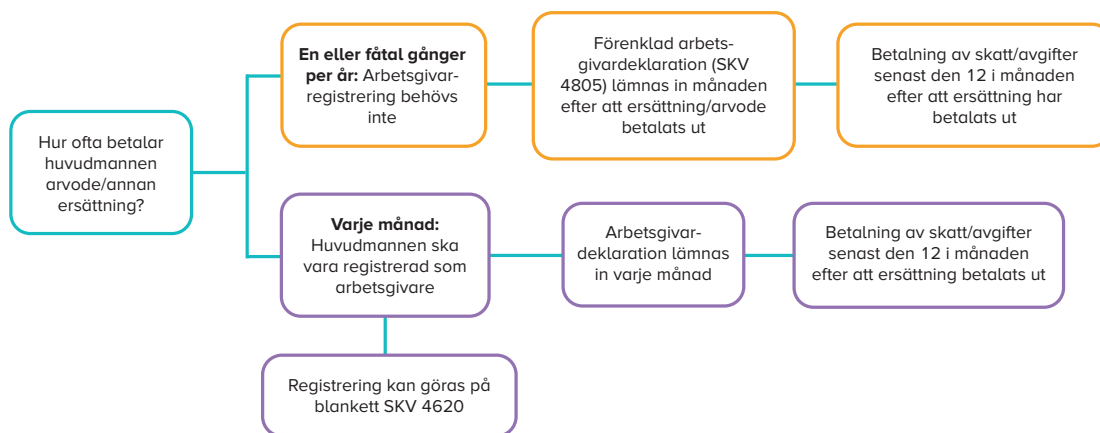 Hur ofta betalar
huvudmannen
arvode/annan
ersättning?
En eller fåtal gånger
per år: Arbetsgivar-
registrering behövs
inte
Förenklad arbets-
givardeklaration (SKV
4805) lämnas in månaden
efter att ersättning/arvode
betalats ut
Betalning av skatt/avgifter
senast den 12 i månaden
efter att ersättning har
betalats ut
Varje månad:
Huvudmannen ska
vara registrerad som
arbetsgivare
Arbetsgivar-
deklaration lämnas
in varje månad
Betalning av skatt/avgifter
senast den 12 i månaden
efter att ersättning betalats ut
Registrering kan göras på
blankett SKV 4620